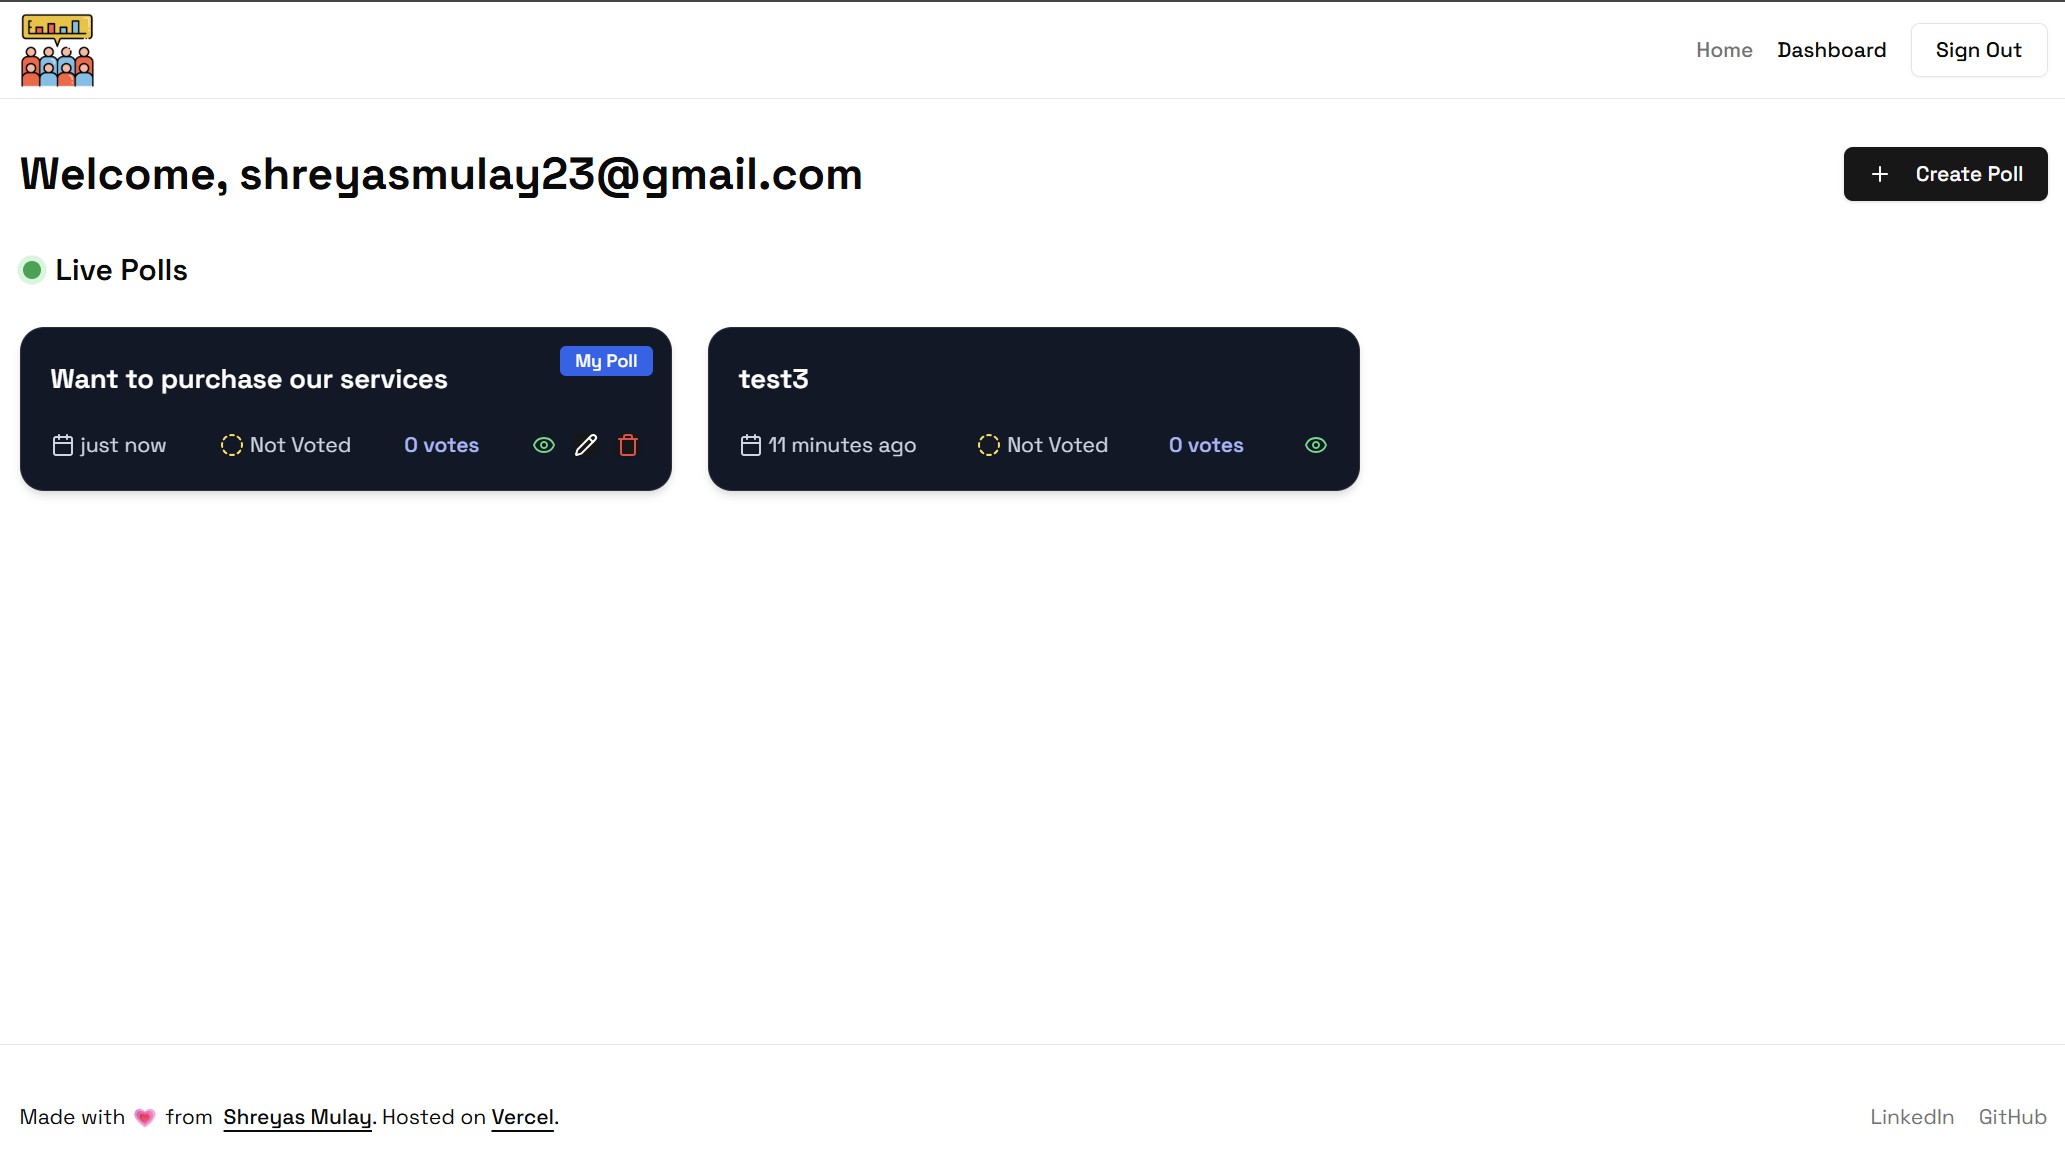 Home Dashboard Sign Out
Welcome, shreyasmulay23@gmail.com
+ Create Poll
Live Polls
My Poll
Want to purchase our services
just now Not Voted 0 votes
test3
11 minutes ago Not Voted 0 votes
Made with 💗 from Shreyas Mulay. Hosted on Vercel.
LinkedIn GitHub